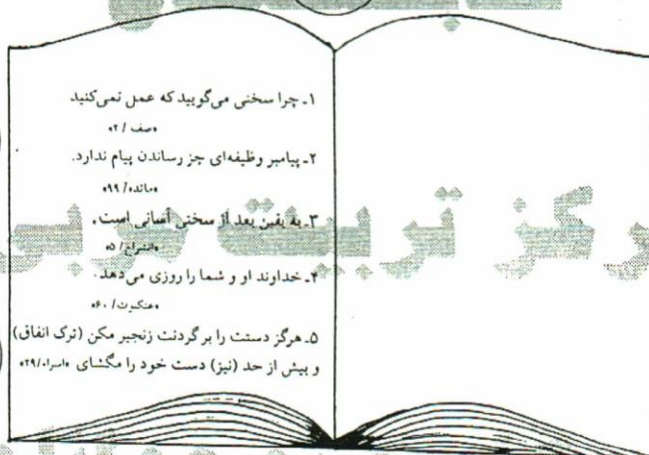 ۱ـ چرا سخنی می‌گویید که عمل نمی‌کنید
«صف / ۲»
۲ـ پیامبر وظیفه‌ای جز رساندن پیام ندارد.
«مائده / ۹۹»
۳ـ به یقین بعد از سختی آسانی است.
«انشراح / ۵»
۴ـ خداوند او و شما را روزی می‌دهد.
«عنکبوت / ۶۰»
۵ـ هرگز دستت را بر گردنت زنجیر مکن (ترک انفاق)
و بیش از حد (نیز) دست خود را مگشای «اسراء/۲۹»
رکز تربیت مربی